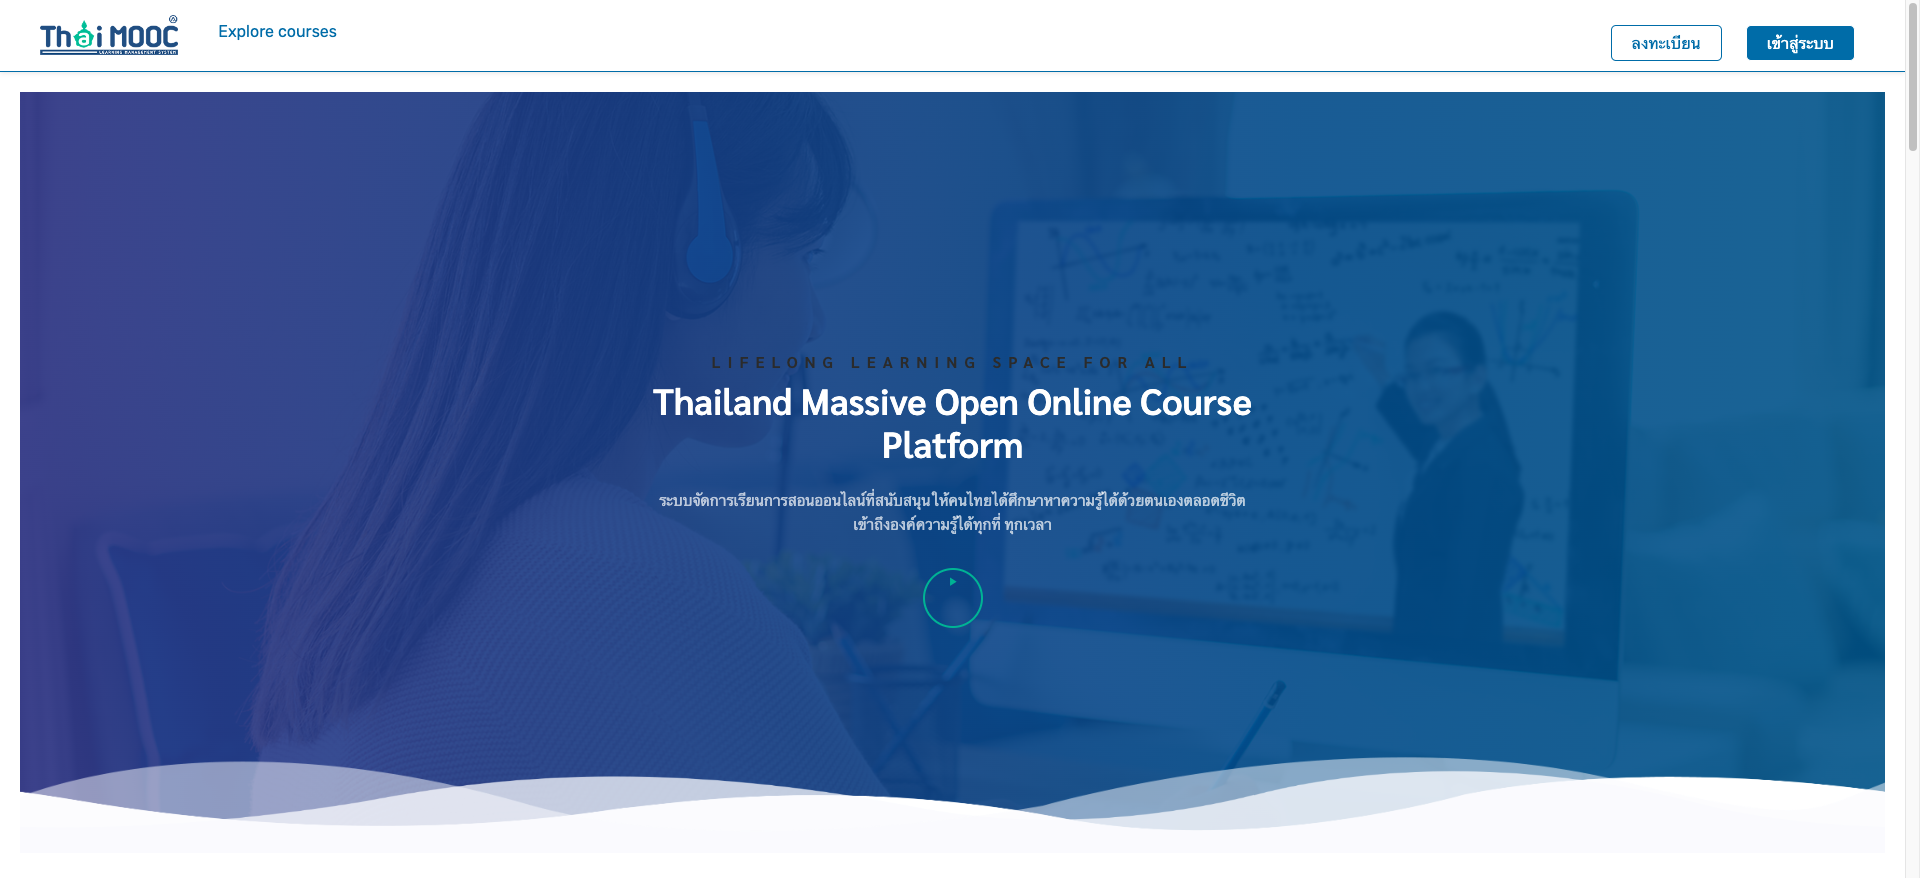 Thai MOOC
LEARNING MANAGEMENT SYSTEM
Explore courses
ลงทะเบียน
เข้าสู่ระบบ
LIFELONG LEARNING SPACE FOR ALL
Thailand Massive Open Online Course
Platform
ระบบจัดการเรียนการสอนออนไลน์ที่สนับสนุน ให้คนไทยได้ศึกษาหาความรู้ได้ด้วยตนเองตลอดชีวิต
เข้าถึงองค์ความรู้ได้ทุกที่ ทุกเวลา